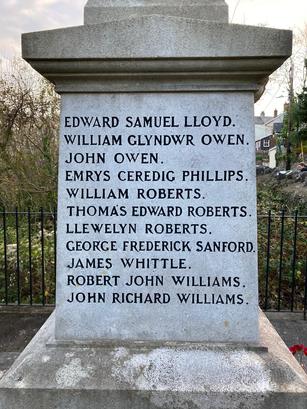 EDWARD SAMUEL LLOYD.
WILLIAM GLYNDWR OWEN.
JOHN OWEN.
EMRYS CEREDIG PHILLIPS.
WILLIAM ROBERTS.
THOMAS EDWARD ROBERTS.
LLEWELYN ROBERTS.
GEORGE FREDERICK SANFORD.
JAMES WHITTLE.
ROBERT JOHN WILLIAMS.
JOHN RICHARD WILLIAMS.